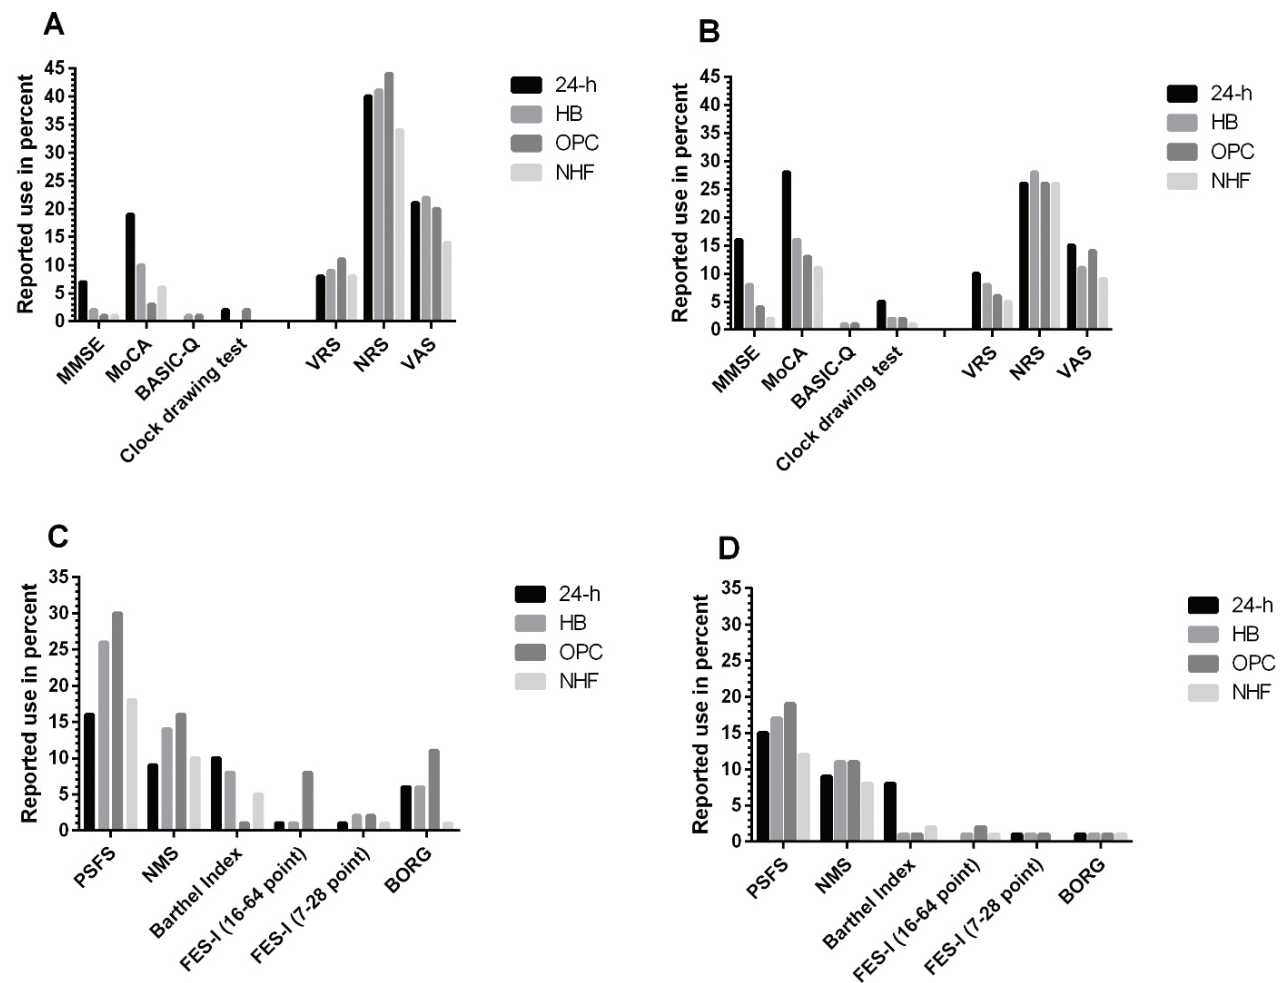 A
Reported use in percent
45
40
35
30
25
20
15
10
5
0
MMSE
MoCA
BASIC-Q
Clock drawing test
VRS
NRS
VAS
24-h
HB
OPC
NHF
B
Reported use in percent
45
40
35
30
25
20
15
10
5
0
MMSE
MoCA
BASIC-Q
Clock drawing test
VRS
NRS
VAS
24-h
HB
OPC
NHF
C
Reported use in percent
35
30
25
20
15
10
5
0
PSFS
NMS
Barthel Index
FES-I (16-64 point)
FES-I (7-28 point)
BORG
24-h
HB
OPC
NHF
D
Reported use in percent
35
30
25
20
15
10
5
0
PSFS
NMS
Barthel Index
FES-I (16-64 point)
FES-I (7-28 point)
BORG
24-h
HB
OPC
NHF